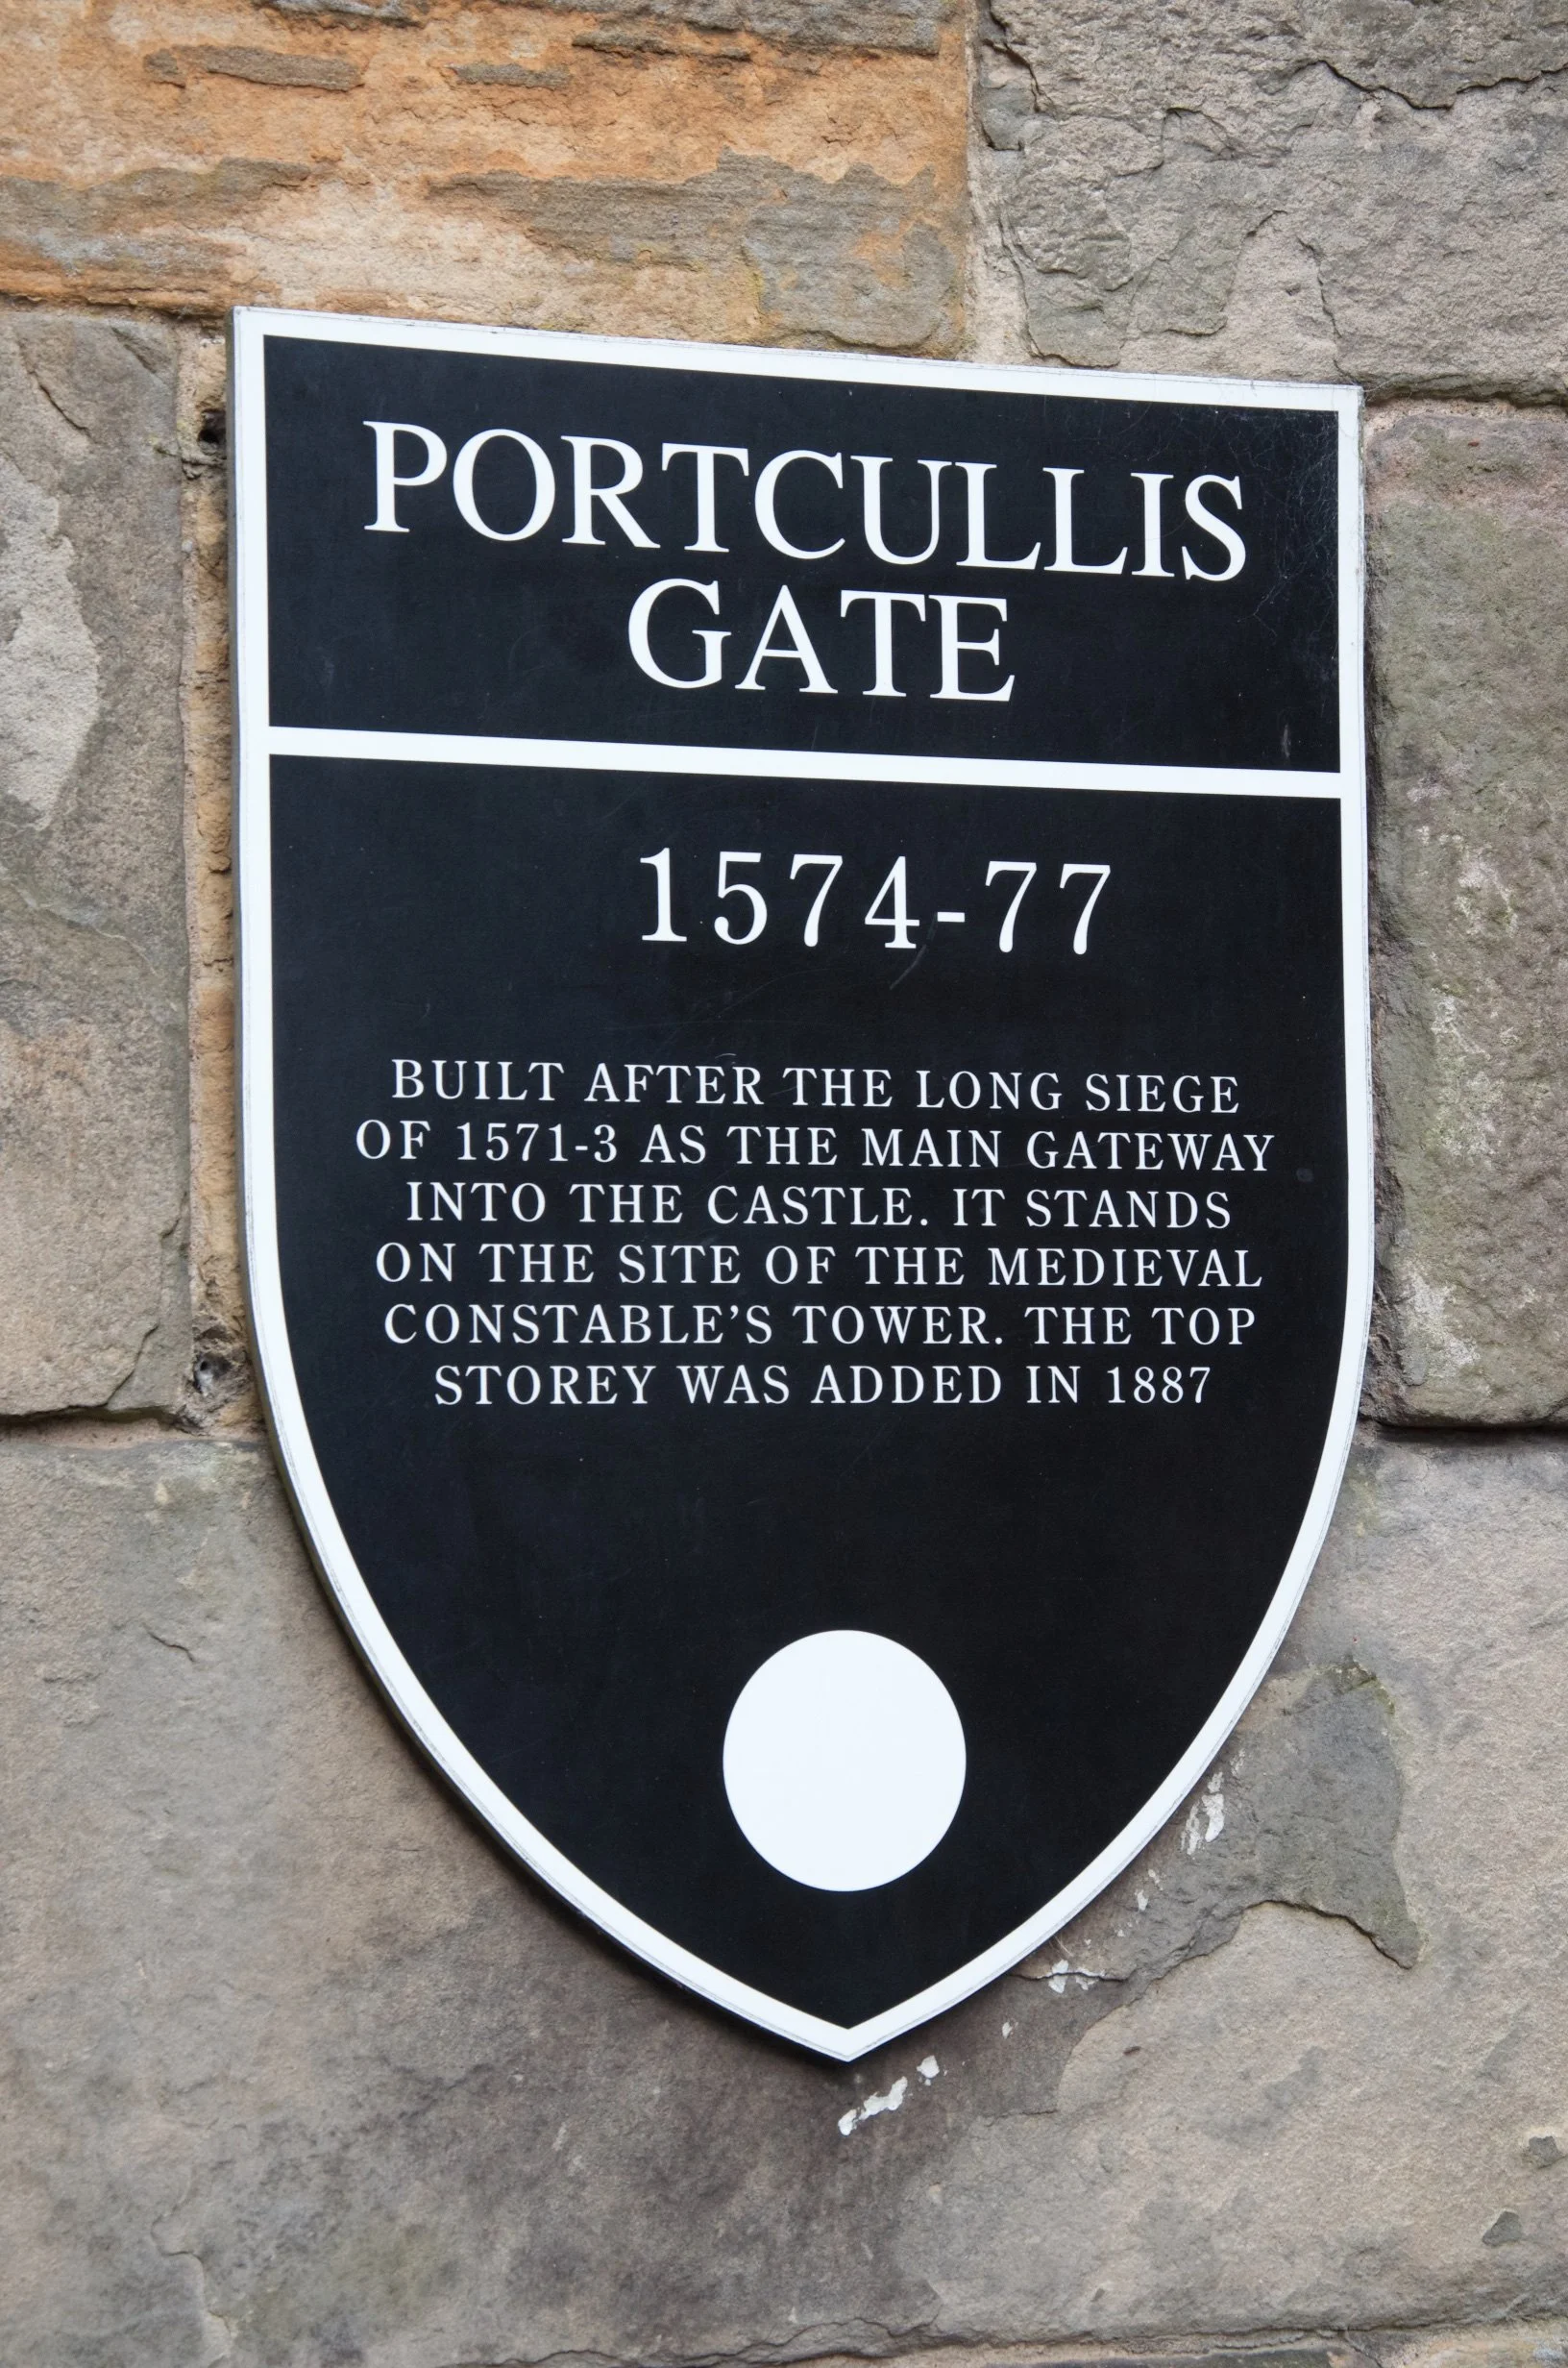 PORTCULLIS
GATE
1574-77
BUILT AFTER THE LONG SIEGE
OF 1571-3 AS THE MAIN GATEWAY
INTO THE CASTLE. IT STANDS
ON THE SITE OF THE MEDIEVAL
CONSTABLE’S TOWER. THE TOP
STOREY WAS ADDED IN 1887